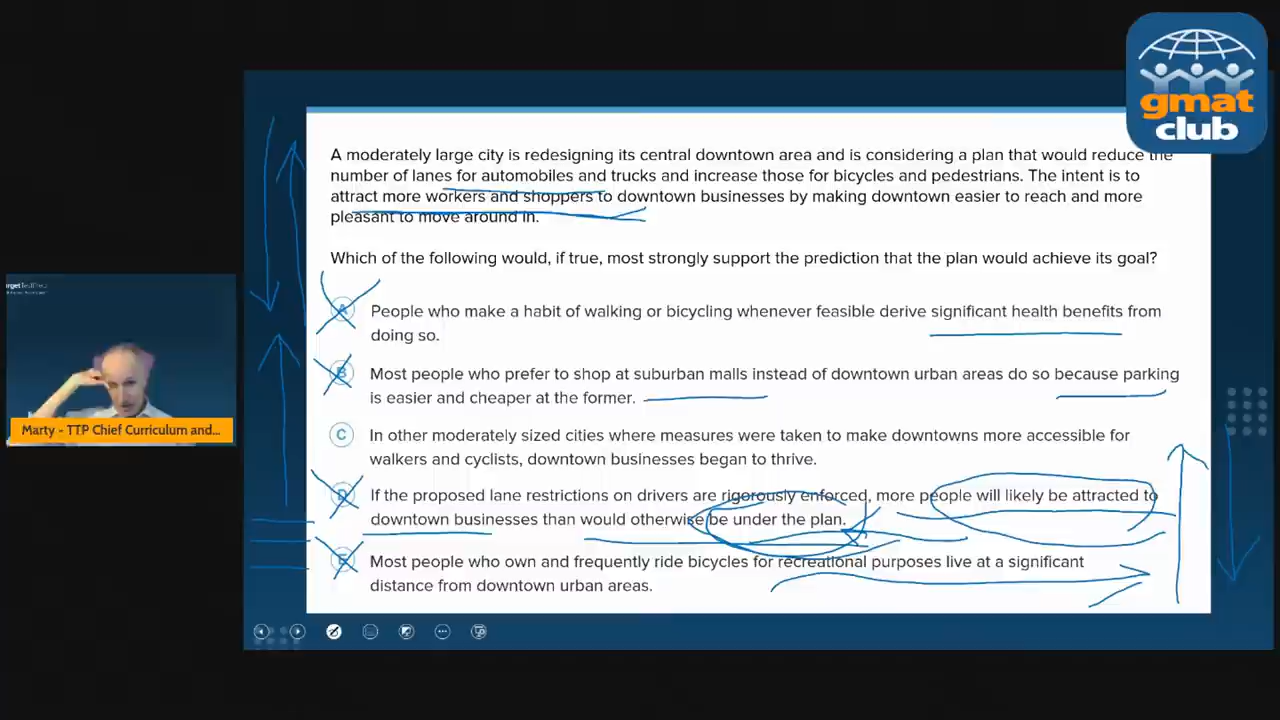 gmat
club
A moderately large city is redesigning its central downtown area and is considering a plan that would reduce the
number of lanes for automobiles and trucks and increase those for bicycles and pedestrians. The intent is to
attract more workers and shoppers to downtown businesses by making downtown easier to reach and more
pleasant to move around in.
Which of the following would, if true, most strongly support the prediction that the plan would achieve its goal?
A People who make a habit of walking or bicycling whenever feasible derive significant health benefits from
doing so.
B Most people who prefer to shop at suburban malls instead of downtown urban areas do so because parking
is easier and cheaper at the former.
C In other moderately sized cities where measures were taken to make downtowns more accessible for
walkers and cyclists, downtown businesses began to thrive.
D If the proposed lane restrictions on drivers are rigorously enforced, more people will likely be attracted to
downtown businesses than would otherwise be under the plan.
E Most people who own and frequently ride bicycles for recreational purposes live at a significant
distance from downtown urban areas.
Marty - TTP Chief Curriculum and...